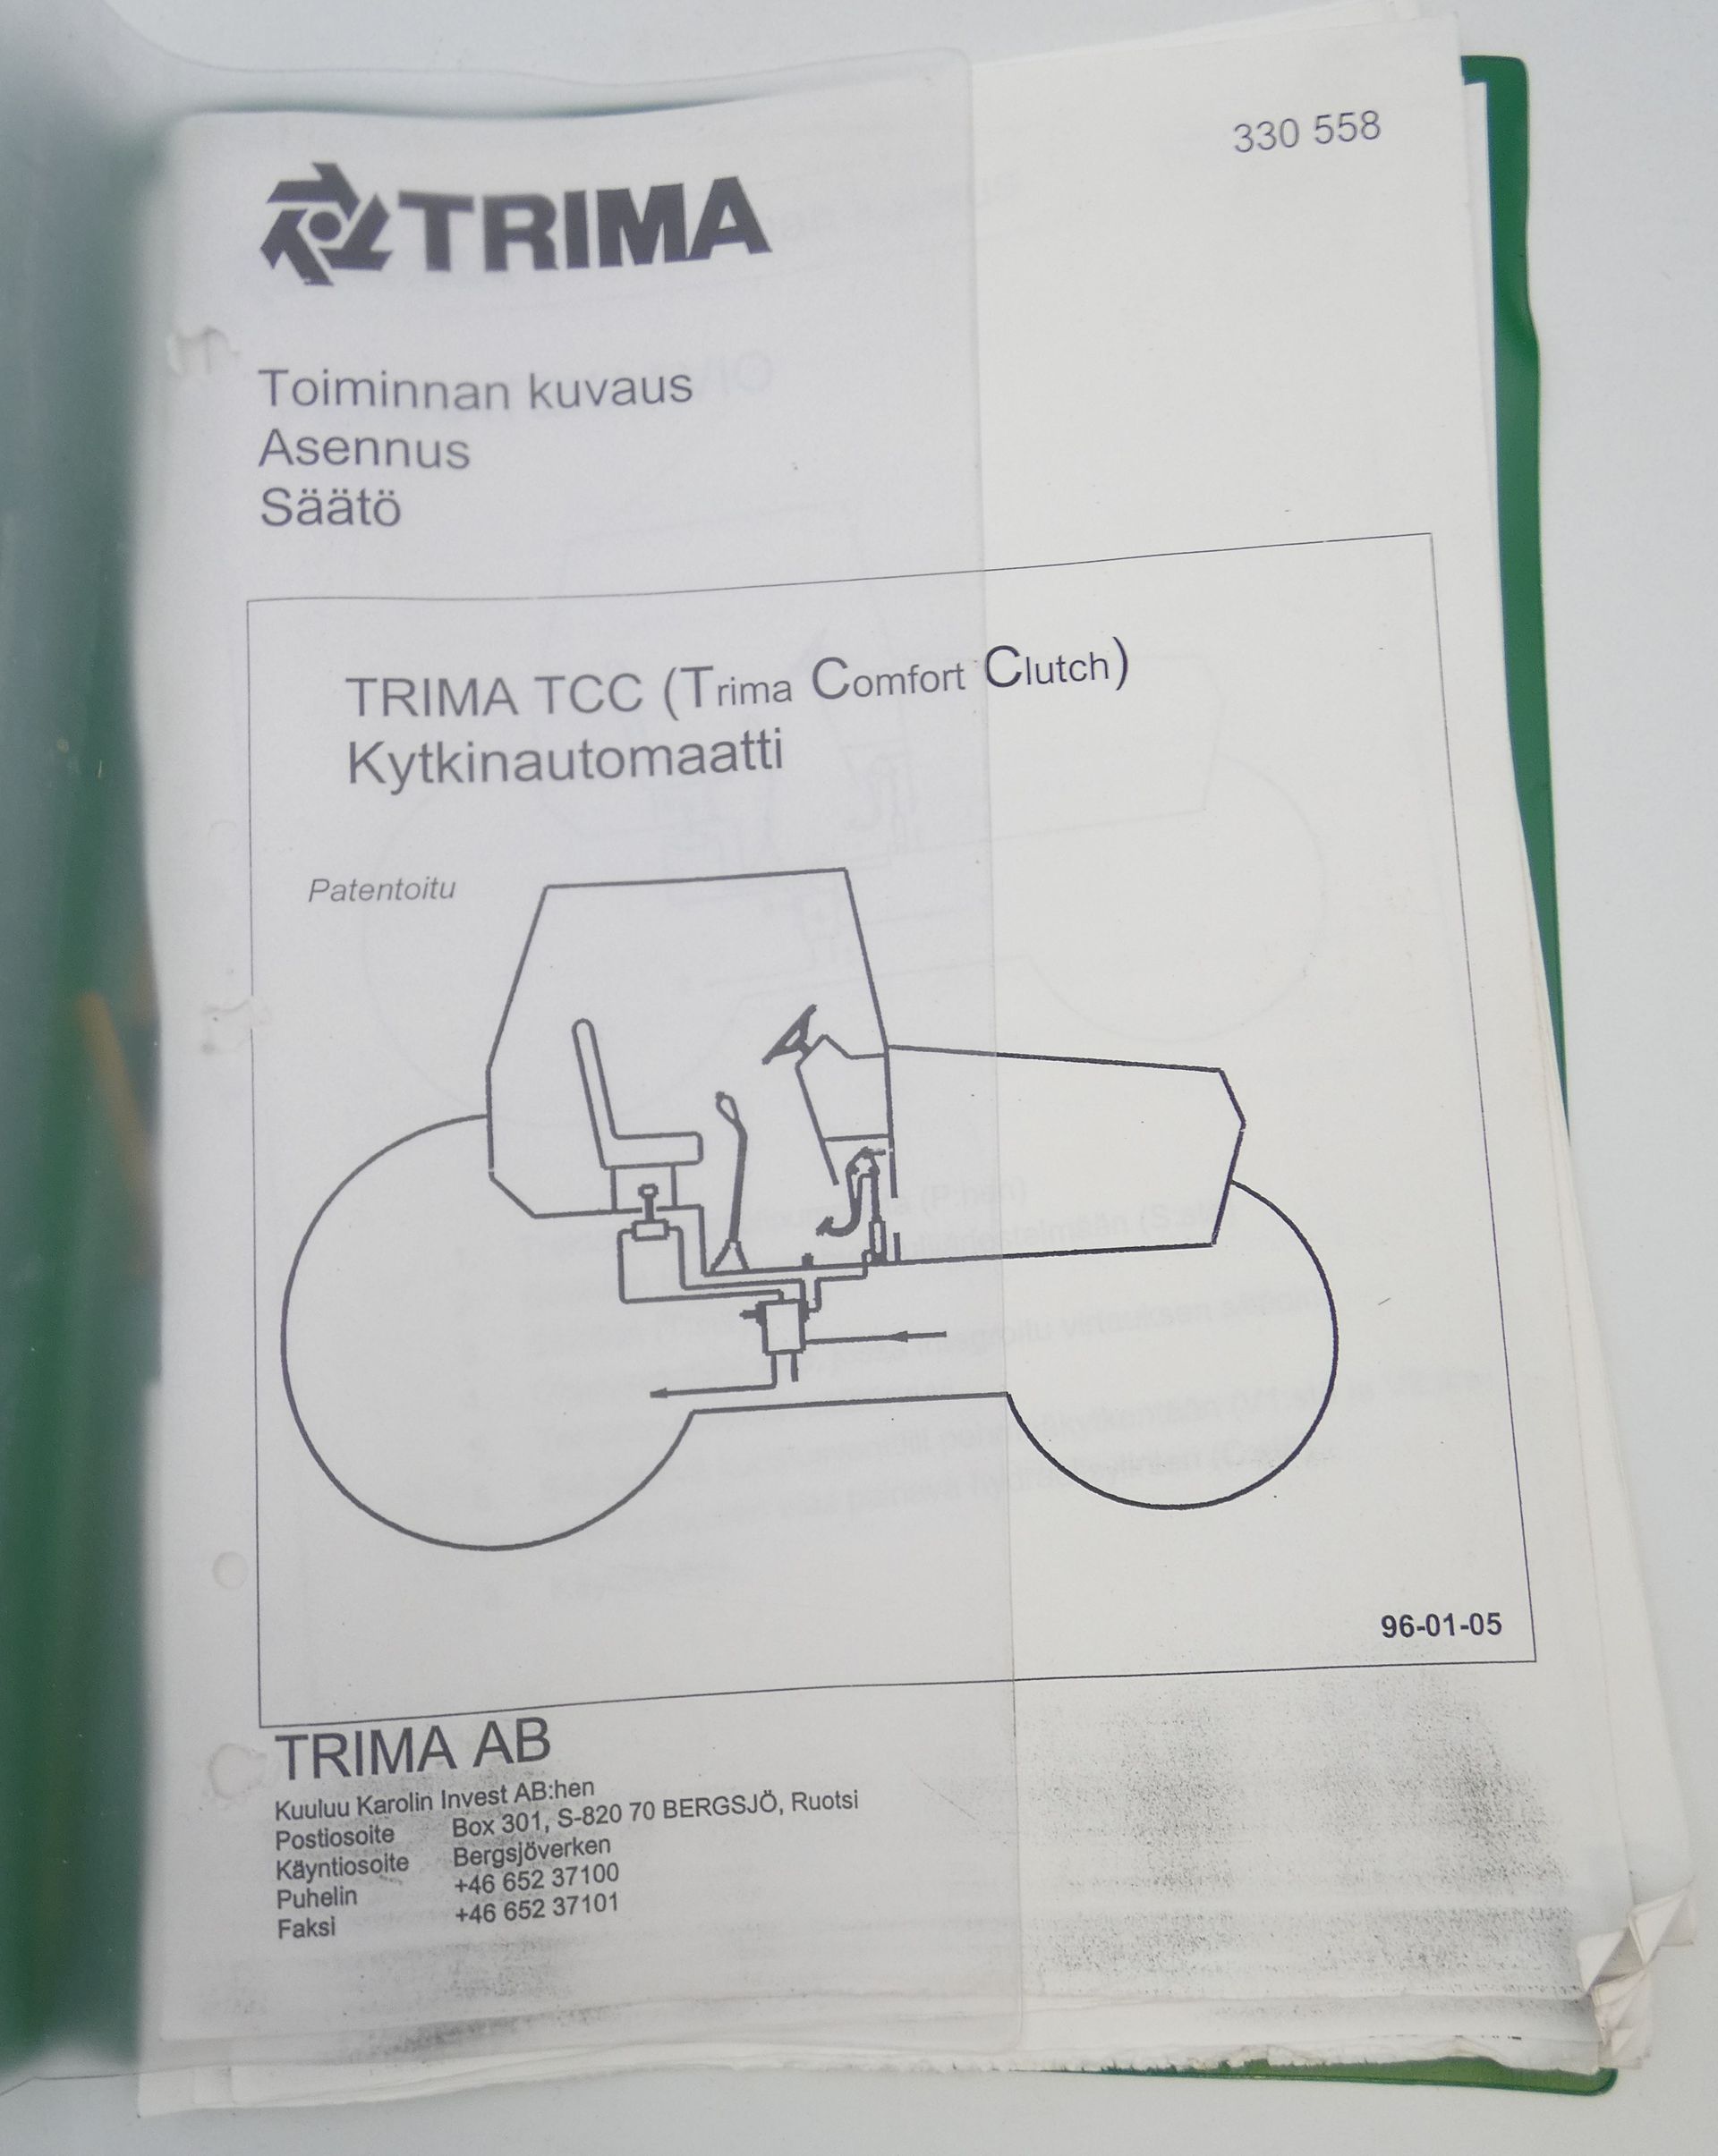 330 558
TRIMA
Toiminnan kuvaus
Asennus
Säätö
TRIMA TCC (Trima Comfort Clutch)
Kytkinautomaatti
Patentoitu
96-01-05
TRIMA AB
Kuuluu Karolin Invest AB:hen
Postiosoite Box 301, S-820 70 BERGSJÖ, Ruotsi
Käyntiosoite Bergsjöverken
Puhelin +46 652 37100
Faksi +46 652 37101